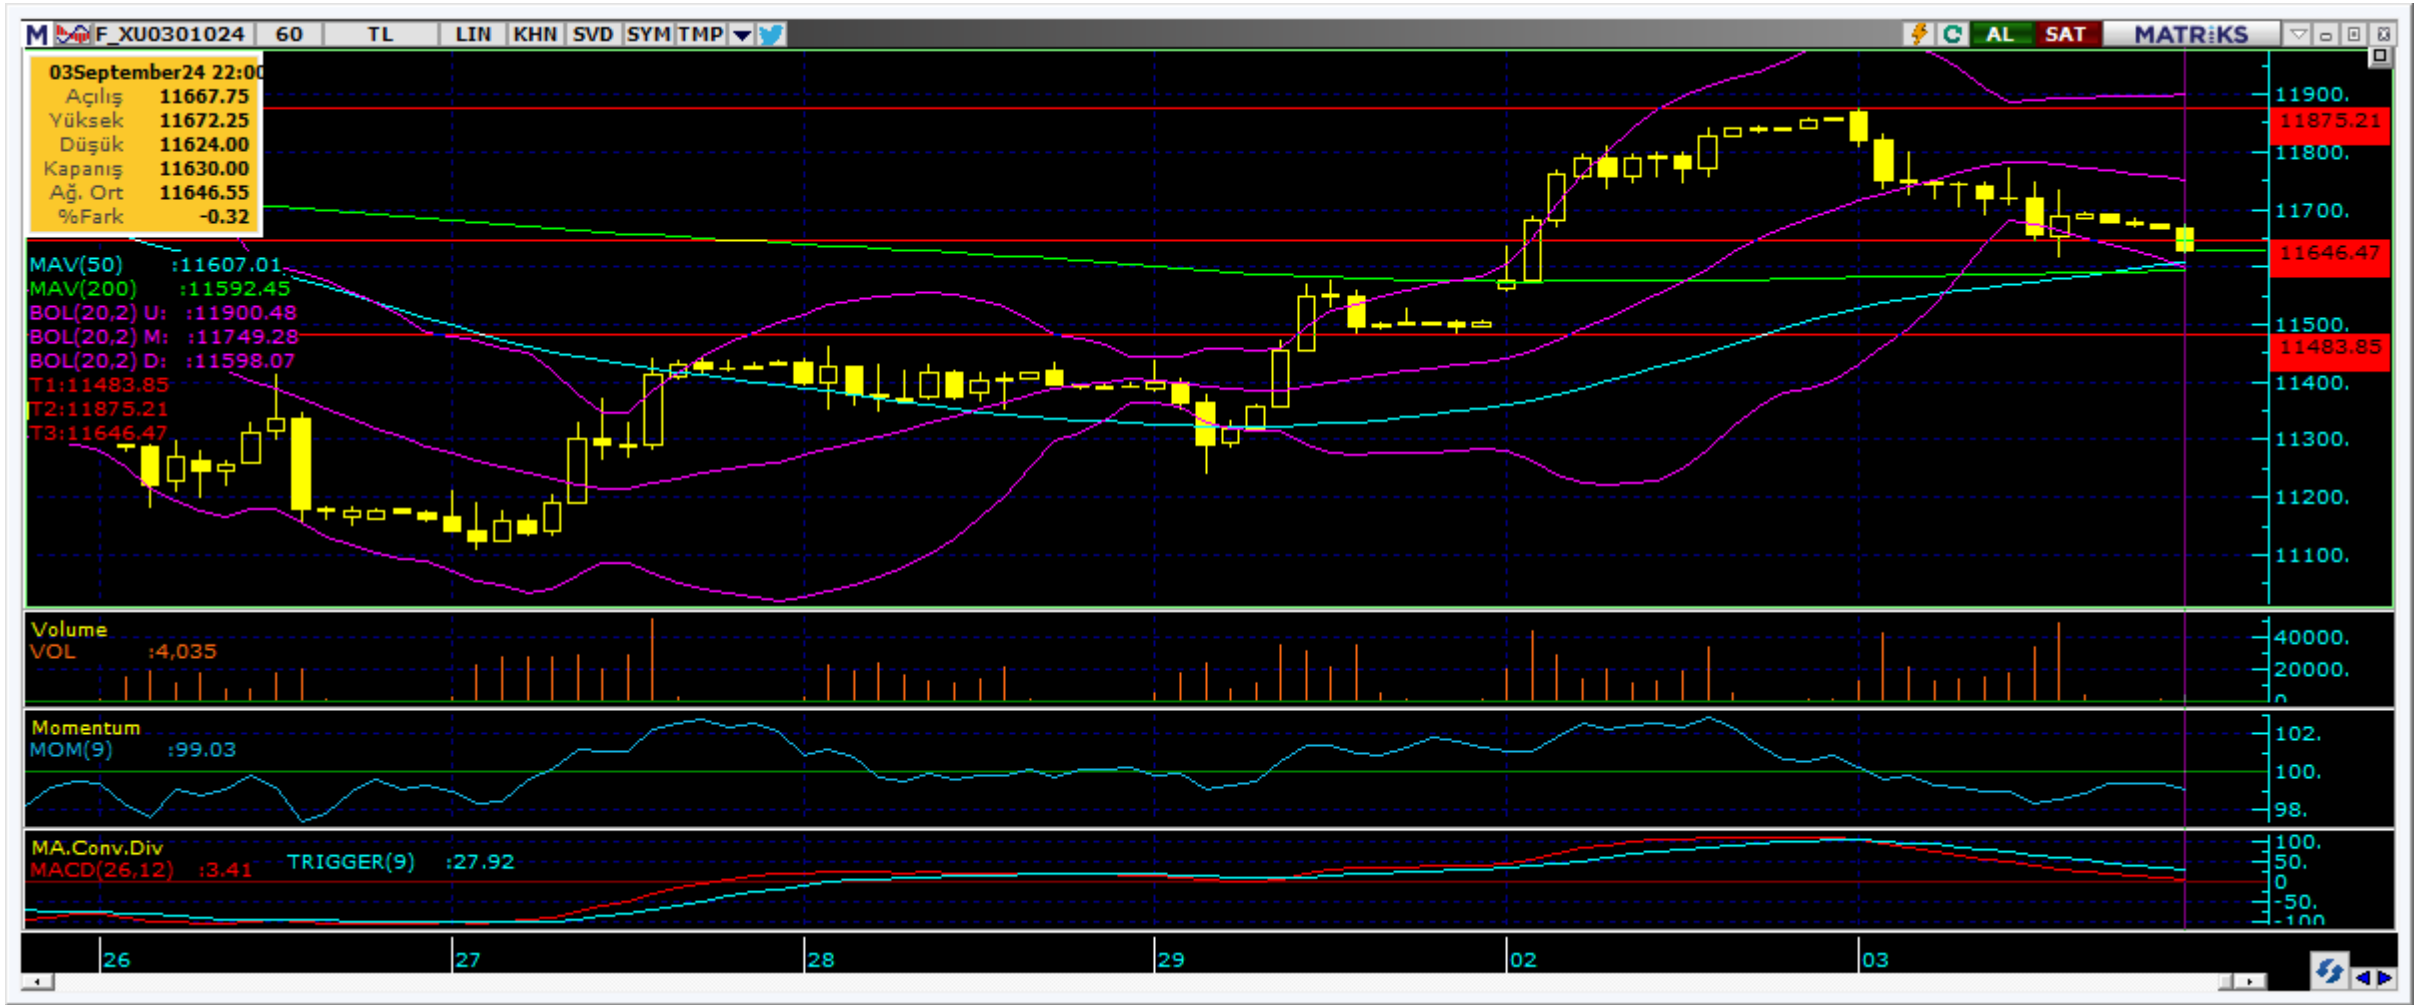 M F_XU0301024 60 TL LIN KHN SVD SYM TMP AL SAT MATRiKS
03September24 22:00
Açılış 11667.75
Yüksek 11672.25
Düşük 11624.00
Kapanış 11630.00
Ağ. Ort 11646.55
%Fark -0.32
MAV(50) :11607.01
MAV(200) :11592.45
BOL(20,2) U: :11900.48
BOL(20,2) M: :11749.28
BOL(20,2) D: :11598.07
T1:11483.85
T2:11875.21
T3:11646.47
11900.
11875.21
11800.
11700.
11646.47
11500.
11483.85
11400.
11300.
11200.
11100.
Volume
VOL :4,035
40000.
20000.
0
Momentum
MOM(9) :99.03
102.
100.
98.
MA.Conv.Div
MACD(26,12) :3.41 TRIGGER(9) :27.92
100.
50.
0
-50.
-100
26 27 28 29 02 03